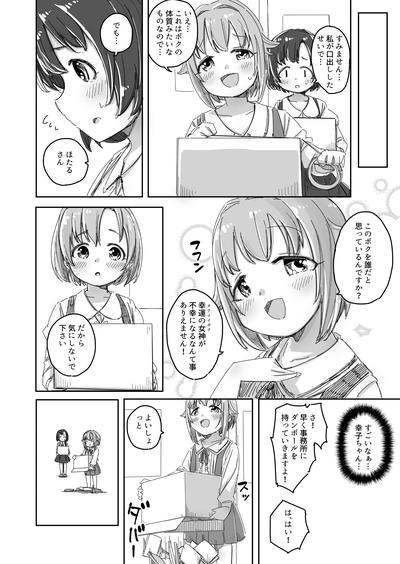 すみません…
私が口出しした
せいで…
いえ…
これはボクの
体質みたいな
ものなので…
でも…
ほたる
さん
このボクを誰だと
思っているんですか?
フフン
幸運の女神が
不幸になるなんて事
ありえません!
だから
気にしないで
下さい
すごいなぁ…
幸子ちゃん…
さ!
早く事務所に
ダンボールを
持っていきますよ!
は、はい!
よいしょ
っと
スッ
ダバー